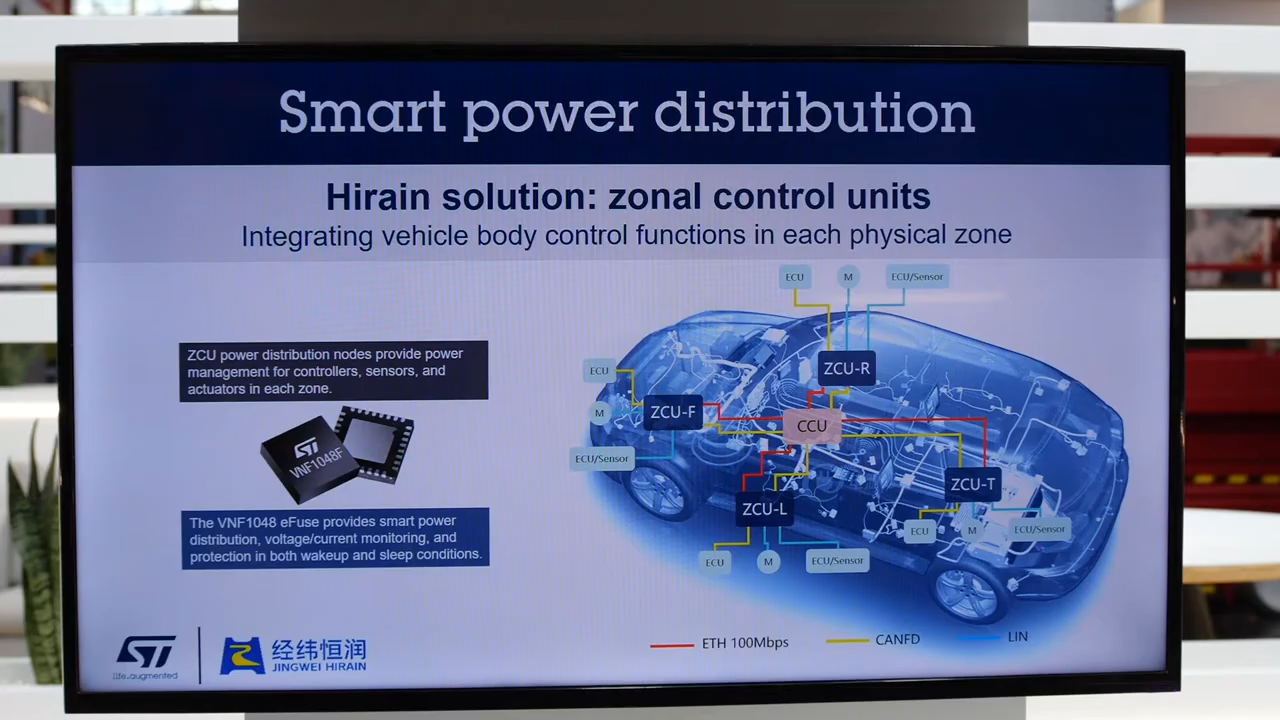 Smart power distribution
Hirain solution: zonal control units
Integrating vehicle body control functions in each physical zone
ZCU power distribution nodes provide power
management for controllers, sensors, and
actuators in each zone.
ST
VNF1048F
The VNF1048 eFuse provides smart power
distribution, voltage/current monitoring, and
protection in both wakeup and sleep conditions.
ECU
M
ECU/Sensor
ZCU-R
ECU
M
ECU/Sensor
ZCU-F
CCU
ZCU-L
ZCU-T
ECU
M
ECU/Sensor
ECU
M
ECU/Sensor
ETH 100Mbps
CANFD
LIN
ST
life.augmented
经纬恒润
JINGWEI HIRAIN